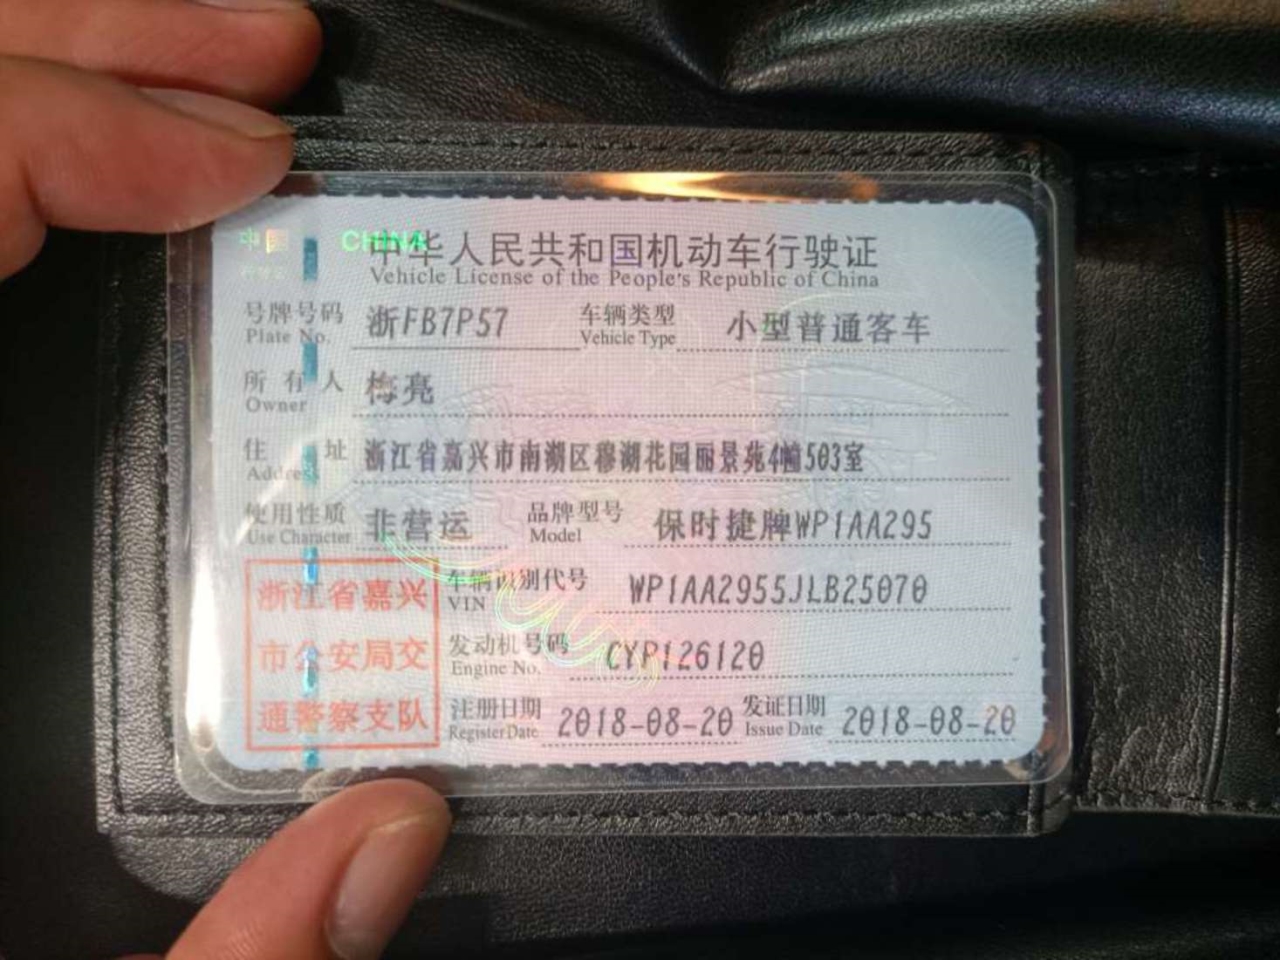 中国 CHINA
中华人民共和国机动车行驶证
Vehicle License of the People's Republic of China
号牌号码 浙FB7P57 车辆类型 小型普通客车
Plate No. Vehicle Type
所有人 梅亮
Owner
住址 浙江省嘉兴市南湖区穆湖花园丽景苑4幢503室
Address
使用性质 非营运 品牌型号 保时捷牌WP1AA295
Use Character Model
浙江省嘉兴
市公安局交
通警察支队
车辆识别代号 WP1AA2955JLB25070
VIN
发动机号码 CYP126120
Engine No.
注册日期 2018-08-20 发证日期 2018-08-20
Register Date Issue Date